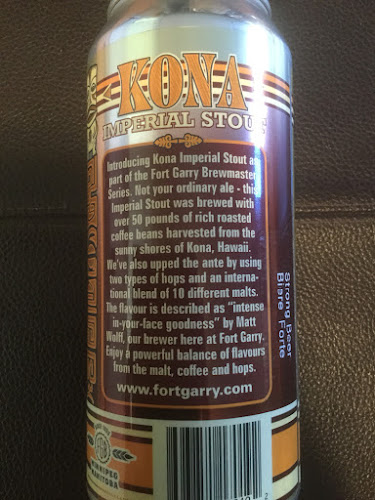 KONA
IMPERIAL STOUT
Introducing Kona Imperial Stout as
part of the Fort Garry Brewmaster
Series. Not your ordinary ale - this
Imperial Stout was brewed with
over 50 pounds of rich roasted
coffee beans harvested from the
sunny shores of Kona, Hawaii.
We've also upped the ante by using
two types of hops and an interna-
tional blend of 10 different malts.
The flavour is described as "intense
in-your-face goodness" by Matt
Wolff, our brewer here at Fort Garry.
Enjoy a powerful balance of flavours
from the malt, coffee and hops.
www.fortgarry.com
Strong Beer
Bière Forte
WINNIPEG
MANITOBA